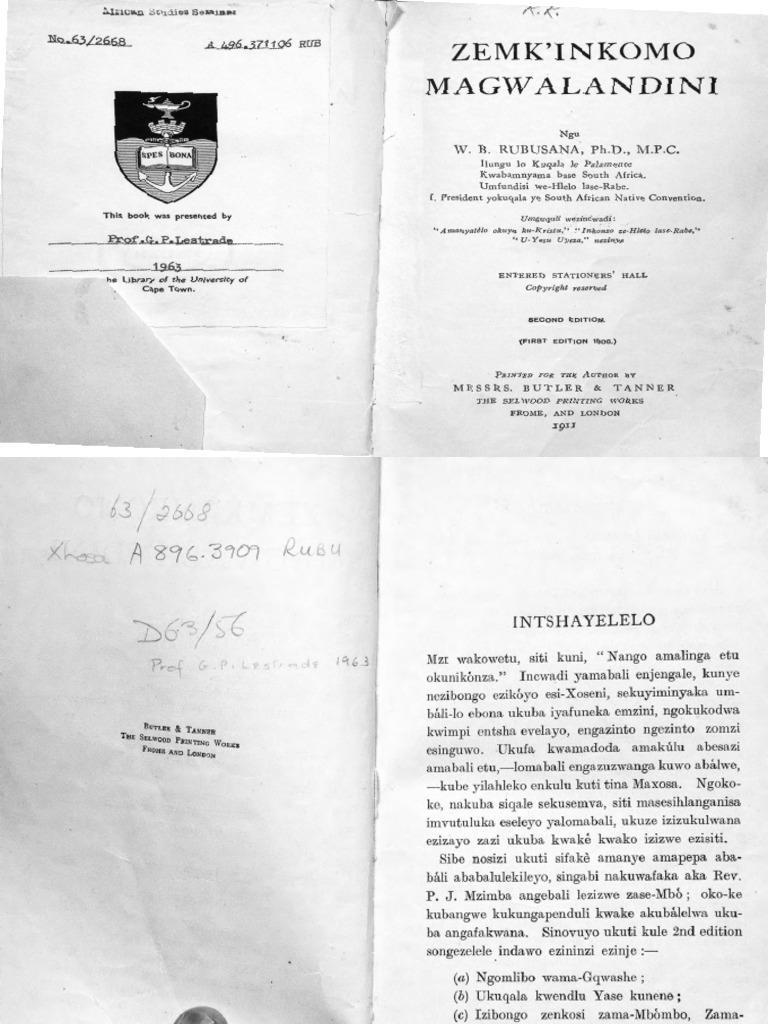 African Studies Seminar
No.63/2668
A 496.371106 RUB
SPES BONA
This book was presented by
Prof.G.P.Lestrade
1963
he Library of the University of
Cape Town.
K.K.
ZEMK'INKOMO
MAGWALANDINI
Ngu
W. B. RUBUSANA, Ph.D., M.P.C.
Ilungu lo Kuqala le Palamente
Kwabamnyama base South Africa.
Umfundisi we-Hlelo lase-Rabe.
f. President yokuqala ye South African Native Convention.
Umguquli wezincwadi:
"Amanyatélo okuya ku-Kristu," "Inkonzo ze-Hlelo lase-Rabe,"
"U-Yesu Uyeza," nezinye
ENTERED STATIONERS' HALL
Copyright reserved
SECOND EDITION.
(FIRST EDITION 1906.)
PRINTED FOR THE AUTHOR BY
MESSRS. BUTLER & TANNER
THE SELWOOD PRINTING WORKS
FROME, AND LONDON
1911
63/2668
Xhosa A 896.3909 RUBU
D63/56
Prof G.P.Lestrade 1963
BUTLER & TANNER
THE SELWOOD PRINTING WORKS
FROME AND LONDON
INTSHAYELELO
MZI wakowetu, siti kuni, "Nango amalinga etu
okunikónza." Incwadi yamabali enjengale, kunye
nezibongo ezikóyo esi-Xoseni, sekuyiminyaka um-
báli-lo ebona ukuba iyafuneka emzini, ngokukodwa
kwimpi entsha evelayo, engazinto ngezinto zomzi
esinguwo. Ukufa kwamadoda amakúlu abesazi
amabali etu,—lomabali engazuzwanga kuwo abálwe,
—kube yilahleko enkulu kuti tina Maxosa. Ngoko-
ke, nakuba siqale sekusemva, siti masesihlanganisa
imvutuluka eseleyo yalomabali, ukuze izizukulwana
ezizayo zazi ukuba kwaké kwako izizwe ezisiti.
Sibe nosizi ukuti sifakè amanye amapepa aba-
báli ababalulekileyo, singabi nakuwafaka aka Rev.
P. J. Mzimba angebali lezizwe zase-Mbó; oko-ke
kubangwe kukungapenduli kwake akubálelwa uku-
ba angafakwana. Sinovuyo ukuti kule 2nd edition
songezelele indawo ezininzi ezinje :—
(a) Ngomlibo wama-Gqwashe ;
(b) Ukuqala kwendlu Yase kunene ;
(c) Izibongo zenkosi zama-Mbómbo, Zama-